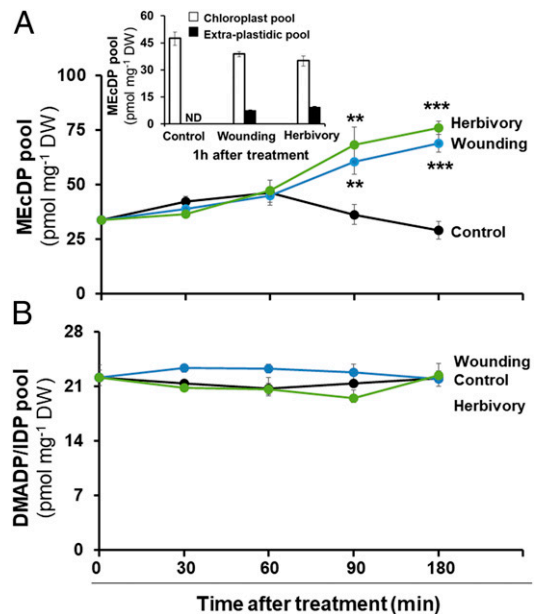 A
60
45
30
15
0
MEcDP pool
(pmol mg-1 DW)
Chloroplast pool
Extra-plastidic pool
ND
Control Wounding Herbivory
1h after treatment
100
75
50
25
0
MEcDP pool
(pmol mg-1 DW)
**
***
Herbivory
Wounding
**
***
Control
B
28
21
14
7
0
DMADP/IDP pool
(pmol mg-1 DW)
Wounding
Control
Herbivory
0 30 60 90 180
Time after treatment (min)